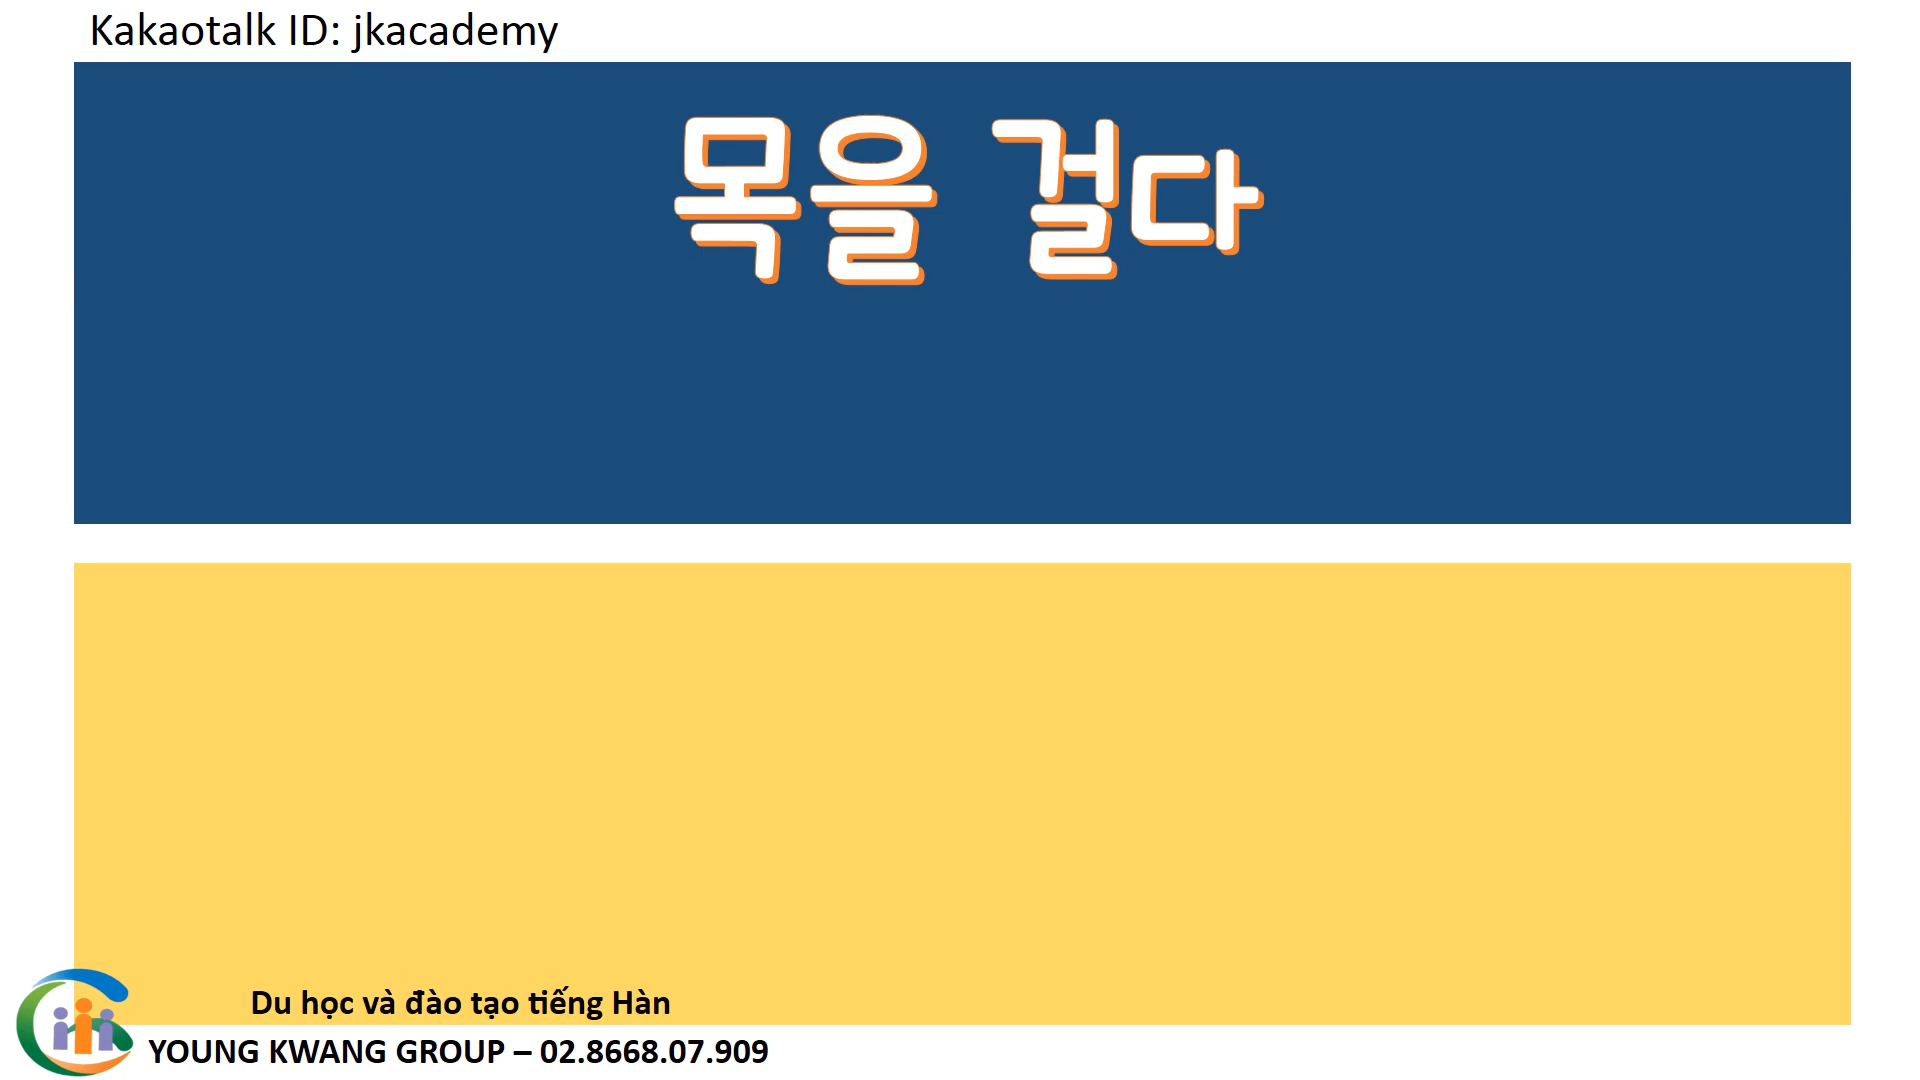 Kakaotalk ID: jkacademy
목을 걸다
Du học và đào tạo tiếng Hàn
YOUNG KWANG GROUP – 02.8668.07.909